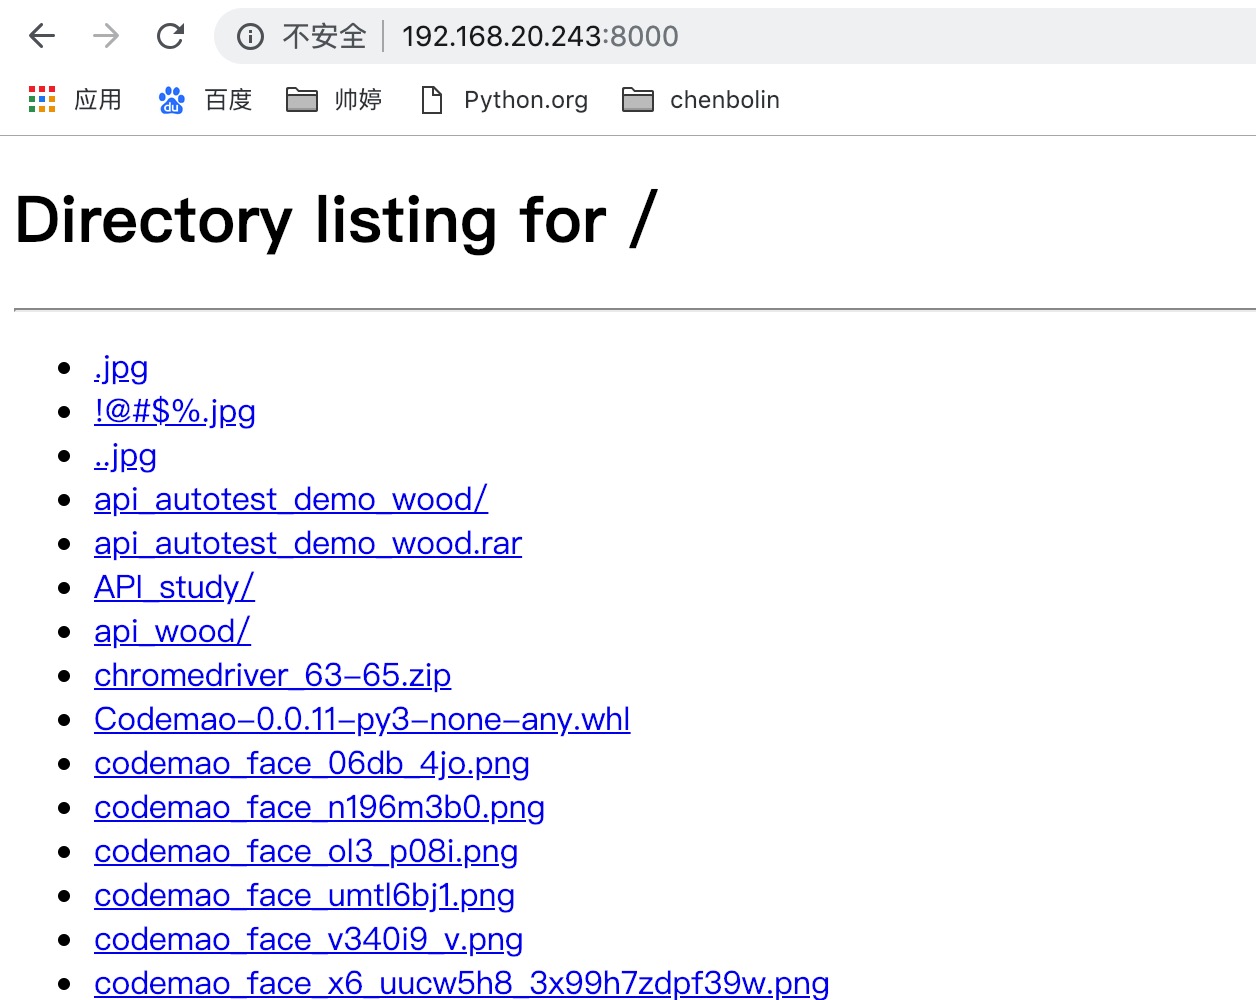 不安全 192.168.20.243:8000
应用 百度 帅婷 Python.org chenbolin
Directory listing for /
.jpg
!@#$%.jpg
..jpg
api_autotest_demo_wood/
api_autotest_demo_wood.rar
API_study/
api_wood/
chromedriver_63-65.zip
Codemao-0.0.11-py3-none-any.whl
codemao_face_06db_4jo.png
codemao_face_n196m3b0.png
codemao_face_ol3_p08i.png
codemao_face_umtl6bj1.png
codemao_face_v340i9_v.png
codemao_face_x6_uucw5h8_3x99h7zdpf39w.png